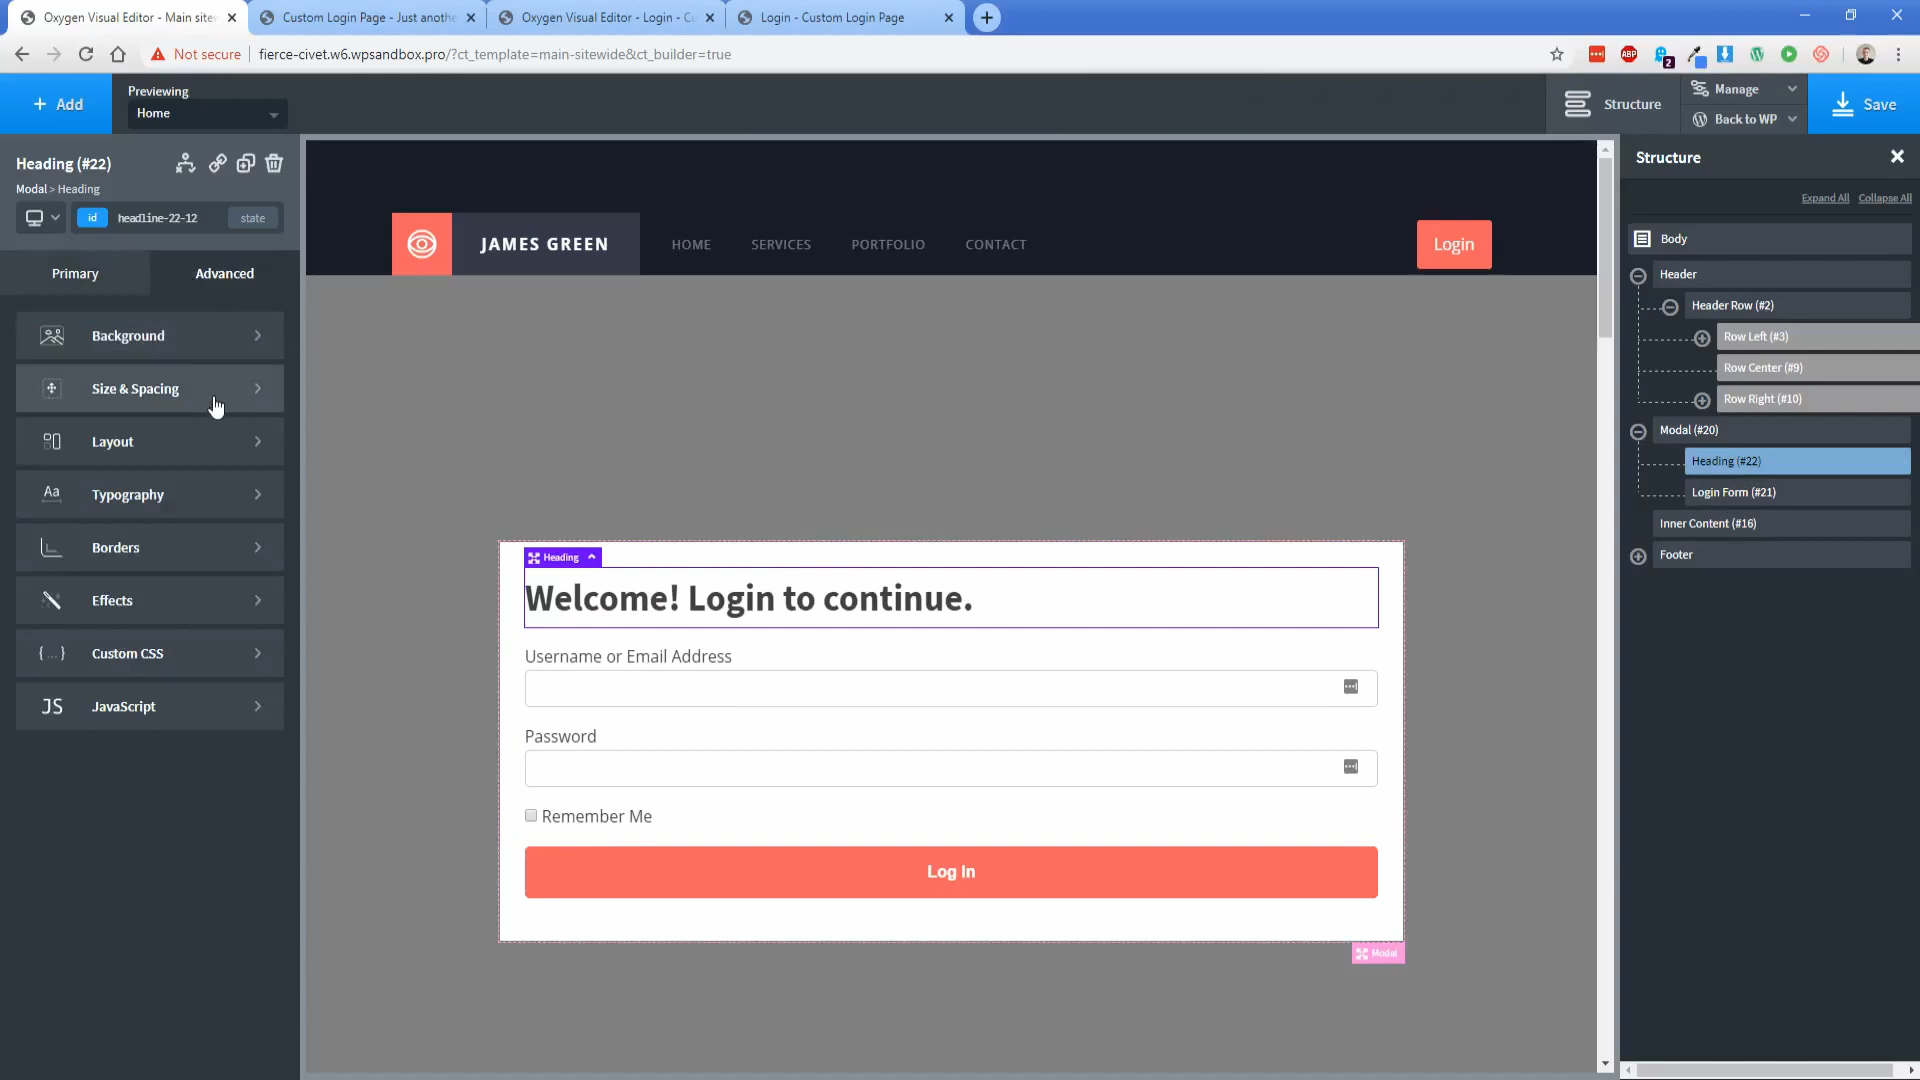 Oxygen Visual Editor - Main sitew
Custom Login Page - Just anothe
Oxygen Visual Editor - Login - Cu
Login - Custom Login Page
Not secure
fierce-civet.w6.wpsandbox.pro/?ct_template=main-sitewide&ct_builder=true
ABP
2
+ Add
Previewing
Home
Structure
Manage
Back to WP
Save
Heading (#22)
Modal > Heading
id
headline-22-12
state
Primary
Advanced
Background
Size & Spacing
Layout
Aa
Typography
Borders
Effects
{...}
Custom CSS
JS
JavaScript
JAMES GREEN
HOME
SERVICES
PORTFOLIO
CONTACT
Login
Heading
Welcome! Login to continue.
Username or Email Address
Password
Remember Me
Log In
Modal
Structure
Expand All
Collapse All
Body
Header
Header Row (#2)
Row Left (#3)
Row Center (#9)
Row Right (#10)
Modal (#20)
Heading (#22)
Login Form (#21)
Inner Content (#16)
Footer